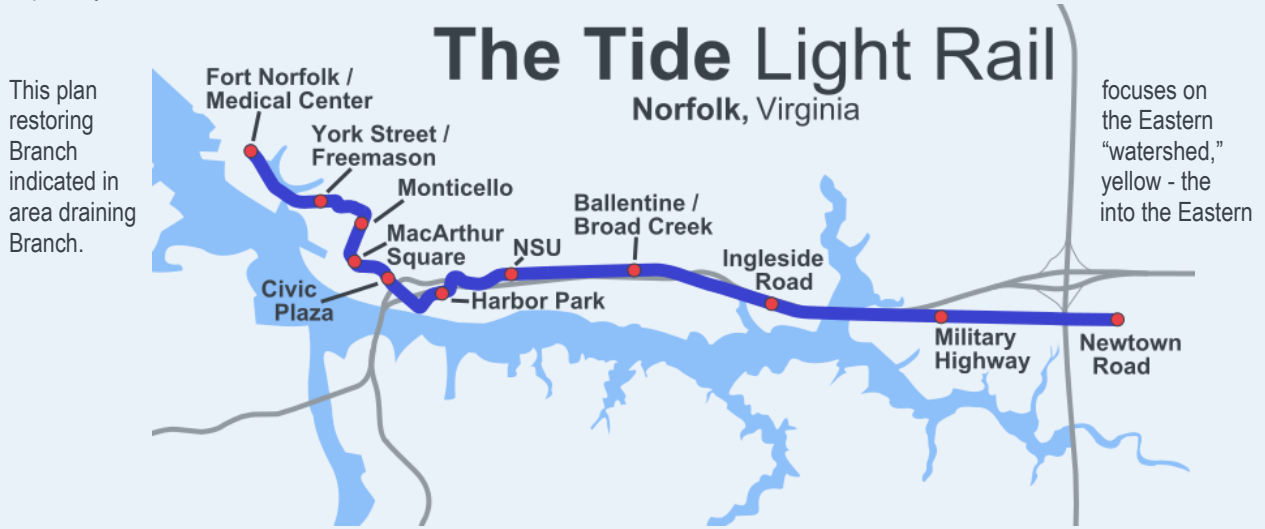 The Tide Light Rail
Norfolk, Virginia
This plan
restoring
Branch
indicated in
area draining
Branch.
focuses on
the Eastern
“watershed,”
yellow - the
into the Eastern
Fort Norfolk /
Medical Center
York Street /
Freemason
Monticello
MacArthur
Square
Civic
Plaza
Harbor Park
NSU
Ballentine /
Broad Creek
Ingleside
Road
Military
Highway
Newtown
Road